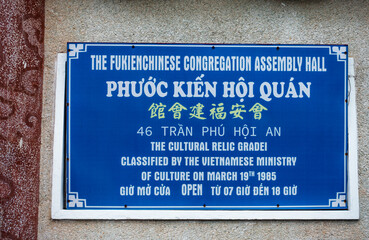 THE FUKIENCHINESE CONGREGATION ASSEMBLY HALL
PHƯỚC KIẾN HỘI QUÁN
館會建福安會
46 TRẦN PHÚ HỘI AN
THE CULTURAL RELIC GRADEI
CLASSIFIED BY THE VIETNAMESE MINISTRY
OF CULTURE ON MARCH 19TH 1985
GIỜ MỞ CỬA OPEN TỪ 07 GIỜ ĐẾN 18 GIỜ